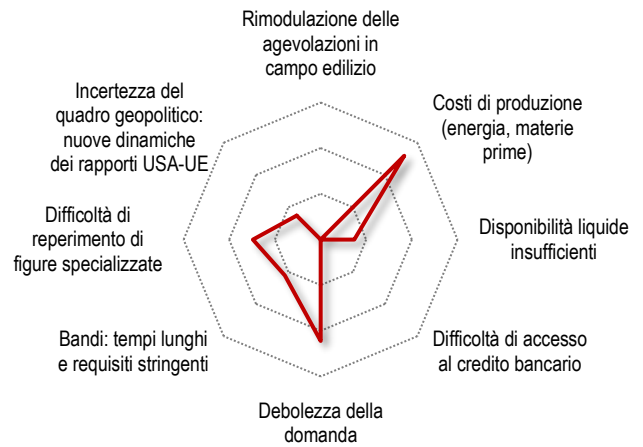 Rimodulazione delle
agevolazioni in
campo edilizio
Costi di produzione
(energia, materie
prime)
Disponibilità liquide
insufficienti
Difficoltà di accesso
al credito bancario
Debolezza della
domanda
Bandi: tempi lunghi
e requisiti stringenti
Difficoltà di
reperimento di
figure specializzate
Incertezza del
quadro geopolitico:
nuove dinamiche
dei rapporti USA-UE